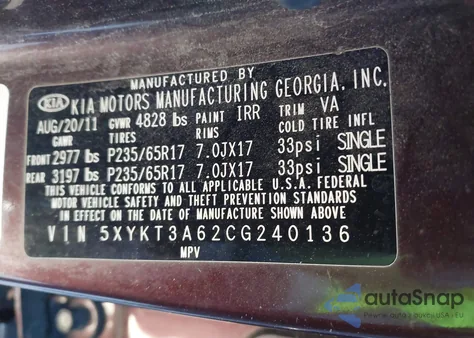 MANUFACTURED BY
KIA KIA MOTORS MANUFACTURING GEORGIA, INC.
AUG/20/11 GVWR 4828 lbs PAINT IRR TRIM VA
GAWR TIRES RIMS COLD TIRE INFL
FRONT 2977 lbs P235/65R17 7.0JX17 33psi SINGLE
REAR 3197 lbs P235/65R17 7.0JX17 33psi SINGLE
THIS VEHICLE CONFORMS TO ALL APPLICABLE U.S.A. FEDERAL
MOTOR VEHICLE SAFETY AND THEFT PREVENTION STANDARDS
IN EFFECT ON THE DATE OF MANUFACTURE SHOWN ABOVE
VIN 5XYKT3A62CG240136
MPV
autoSnap